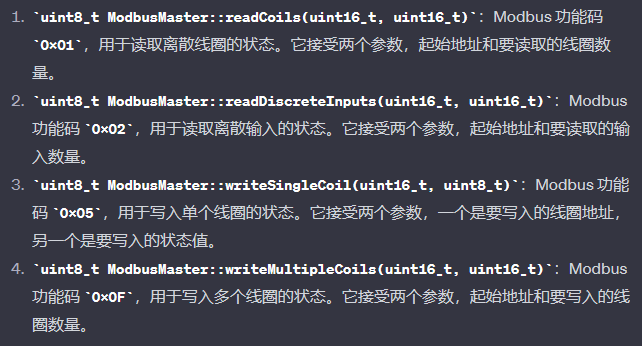 1. `uint8_t ModbusMaster::readCoils(uint16_t, uint16_t)`：Modbus 功能码
`0x01`，用于读取离散线圈的状态。它接受两个参数，起始地址和要读取的线圈数
量。
2. `uint8_t ModbusMaster::readDiscreteInputs(uint16_t, uint16_t)`：Modbus
功能码 `0x02`，用于读取离散输入的状态。它接受两个参数，起始地址和要读取的输
入数量。
3. `uint8_t ModbusMaster::writeSingleCoil(uint16_t, uint8_t)`：Modbus 功能
码 `0x05`，用于写入单个线圈的状态。它接受两个参数，一个是要写入的线圈地址，
另一个是要写入的状态值。
4. `uint8_t ModbusMaster::writeMultipleCoils(uint16_t, uint16_t)`：Modbus
功能码 `0x0F`，用于写入多个线圈的状态。它接受两个参数，起始地址和要写入的线
圈数量。